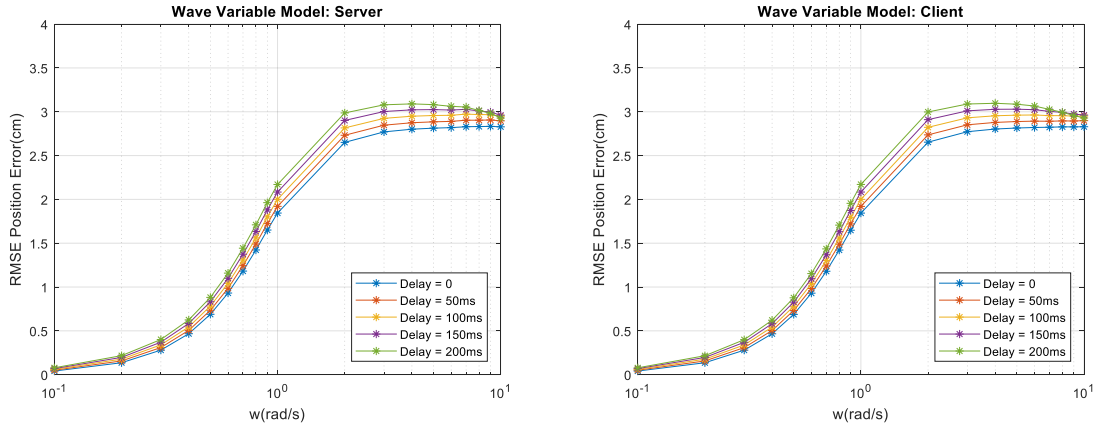 Wave Variable Model: Server
4
3.5
3
2.5
2
1.5
1
0.5
0
RMSE Position Error(cm)
10^-1
10^0
10^1
w(rad/s)
Delay = 0
Delay = 50ms
Delay = 100ms
Delay = 150ms
Delay = 200ms
Wave Variable Model: Client
4
3.5
3
2.5
2
1.5
1
0.5
0
RMSE Position Error(cm)
10^-1
10^0
10^1
w(rad/s)
Delay = 0
Delay = 50ms
Delay = 100ms
Delay = 150ms
Delay = 200ms